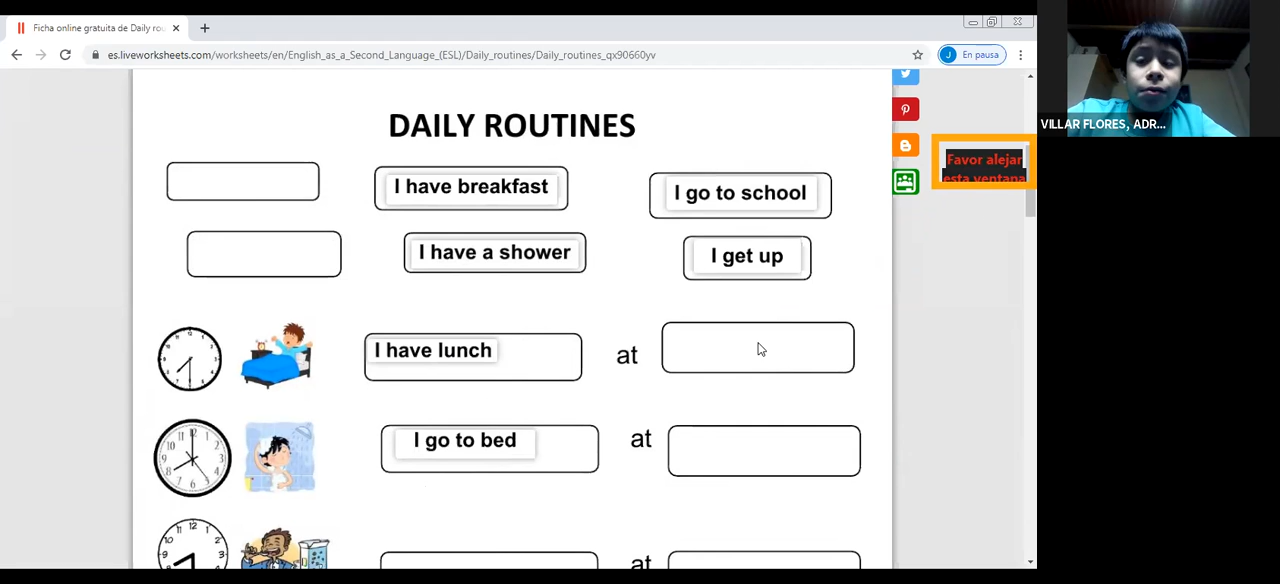 Ficha online gratuita de Daily rou
En pausa
es.liveworksheets.com/worksheets/en/English_as_a_Second_Language_(ESL)/Daily_routines/Daily_routines_qx90660yv
VILLAR FLORES, ADR...
Favor alejar
esta ventana
DAILY ROUTINES
I have breakfast
I go to school
I have a shower
I get up
I have lunch
at
I go to bed
at
at